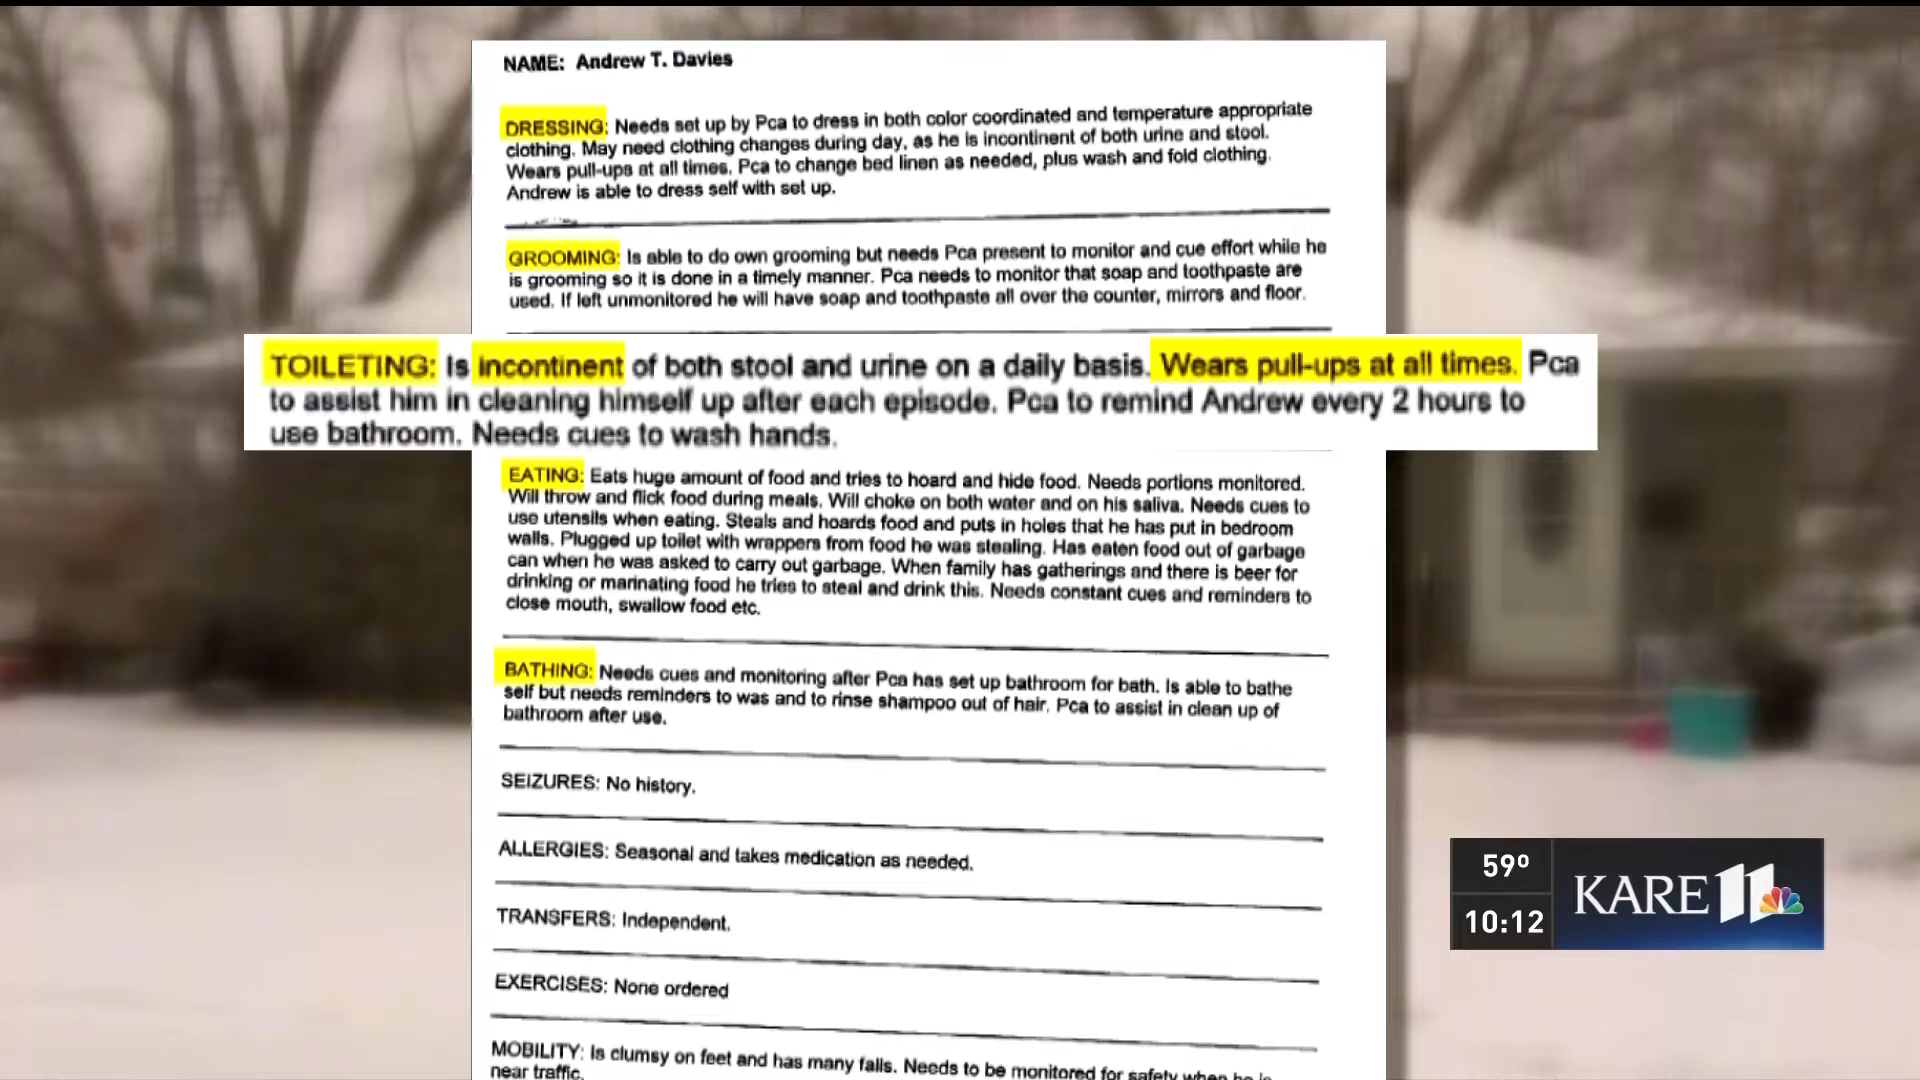 NAME: Andrew T. Davies
DRESSING: Needs set up by Pca to dress in both color coordinated and temperature appropriate
clothing. May need clothing changes during day, as he is incontinent of both urine and stool.
Wears pull-ups at all times. Pca to change bed linen as needed, plus wash and fold clothing.
Andrew is able to dress self with set up.
GROOMING: Is able to do own grooming but needs Pca present to monitor and cue effort while he
is grooming so it is done in a timely manner. Pca needs to monitor that soap and toothpaste are
used. If left unmonitored he will have soap and toothpaste all over the counter, mirrors and floor.
TOILETING: Is incontinent of both stool and urine on a daily basis. Wears pull-ups at all times. Pca
to assist him in cleaning himself up after each episode. Pca to remind Andrew every 2 hours to
use bathroom. Needs cues to wash hands.
EATING: Eats huge amount of food and tries to hoard and hide food. Needs portions monitored.
Will throw and flick food during meals. Will choke on both water and on his saliva. Needs cues to
use utensils when eating. Steals and hoards food and puts in holes that he has put in bedroom
walls. Plugged up toilet with wrappers from food he was stealing. Has eaten food out of garbage
can when he was asked to carry out garbage. When family has gatherings and there is beer for
drinking or marinating food he tries to steal and drink this. Needs constant cues and reminders to
close mouth, swallow food etc.
BATHING: Needs cues and monitoring after Pca has set up bathroom for bath. Is able to bathe
self but needs reminders to was and to rinse shampoo out of hair. Pca to assist in clean up of
bathroom after use.
SEIZURES: No history.
ALLERGIES: Seasonal and takes medication as needed.
TRANSFERS: Independent.
EXERCISES: None ordered
MOBILITY: Is clumsy on feet and has many falls. Needs to be monitored for safety when he is
near traffic.
59°
10:12
KARE 11